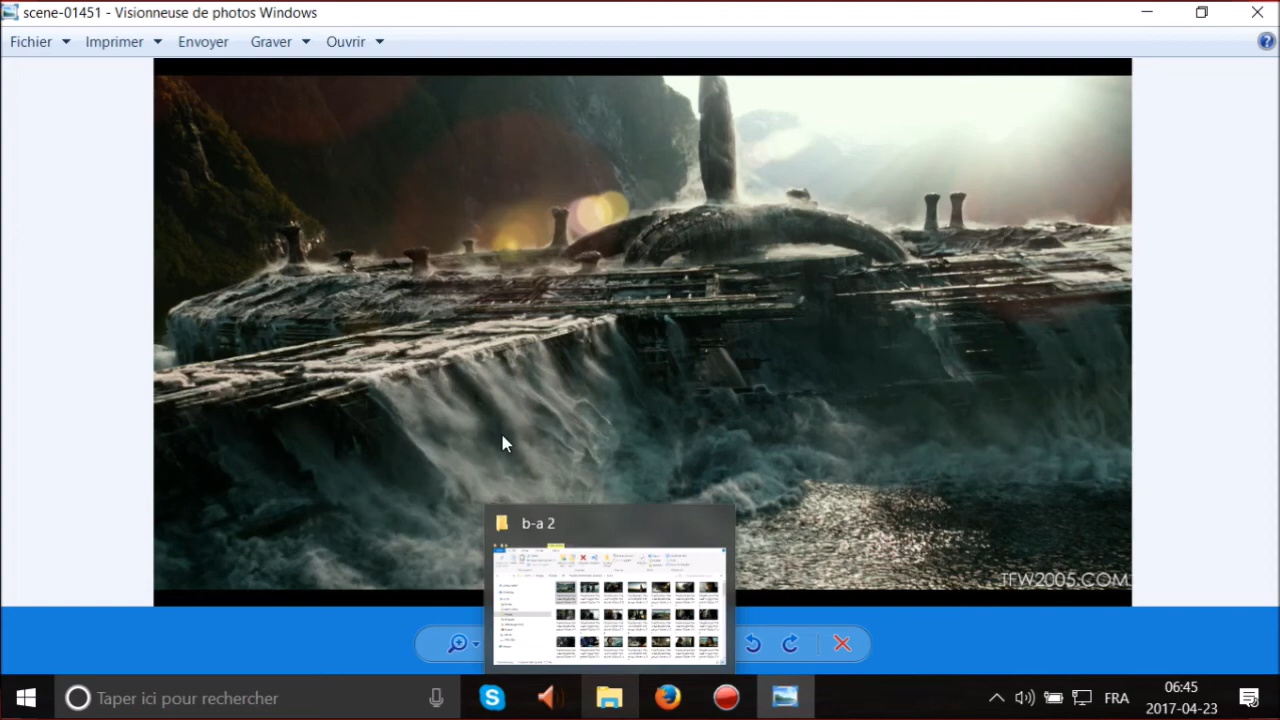 scene-01451 - Visionneuse de photos Windows
Fichier Imprimer Envoyer Graver Ouvrir
TFW2005.COM
b-a 2
Taper ici pour rechercher
FRA
06:45
2017-04-23